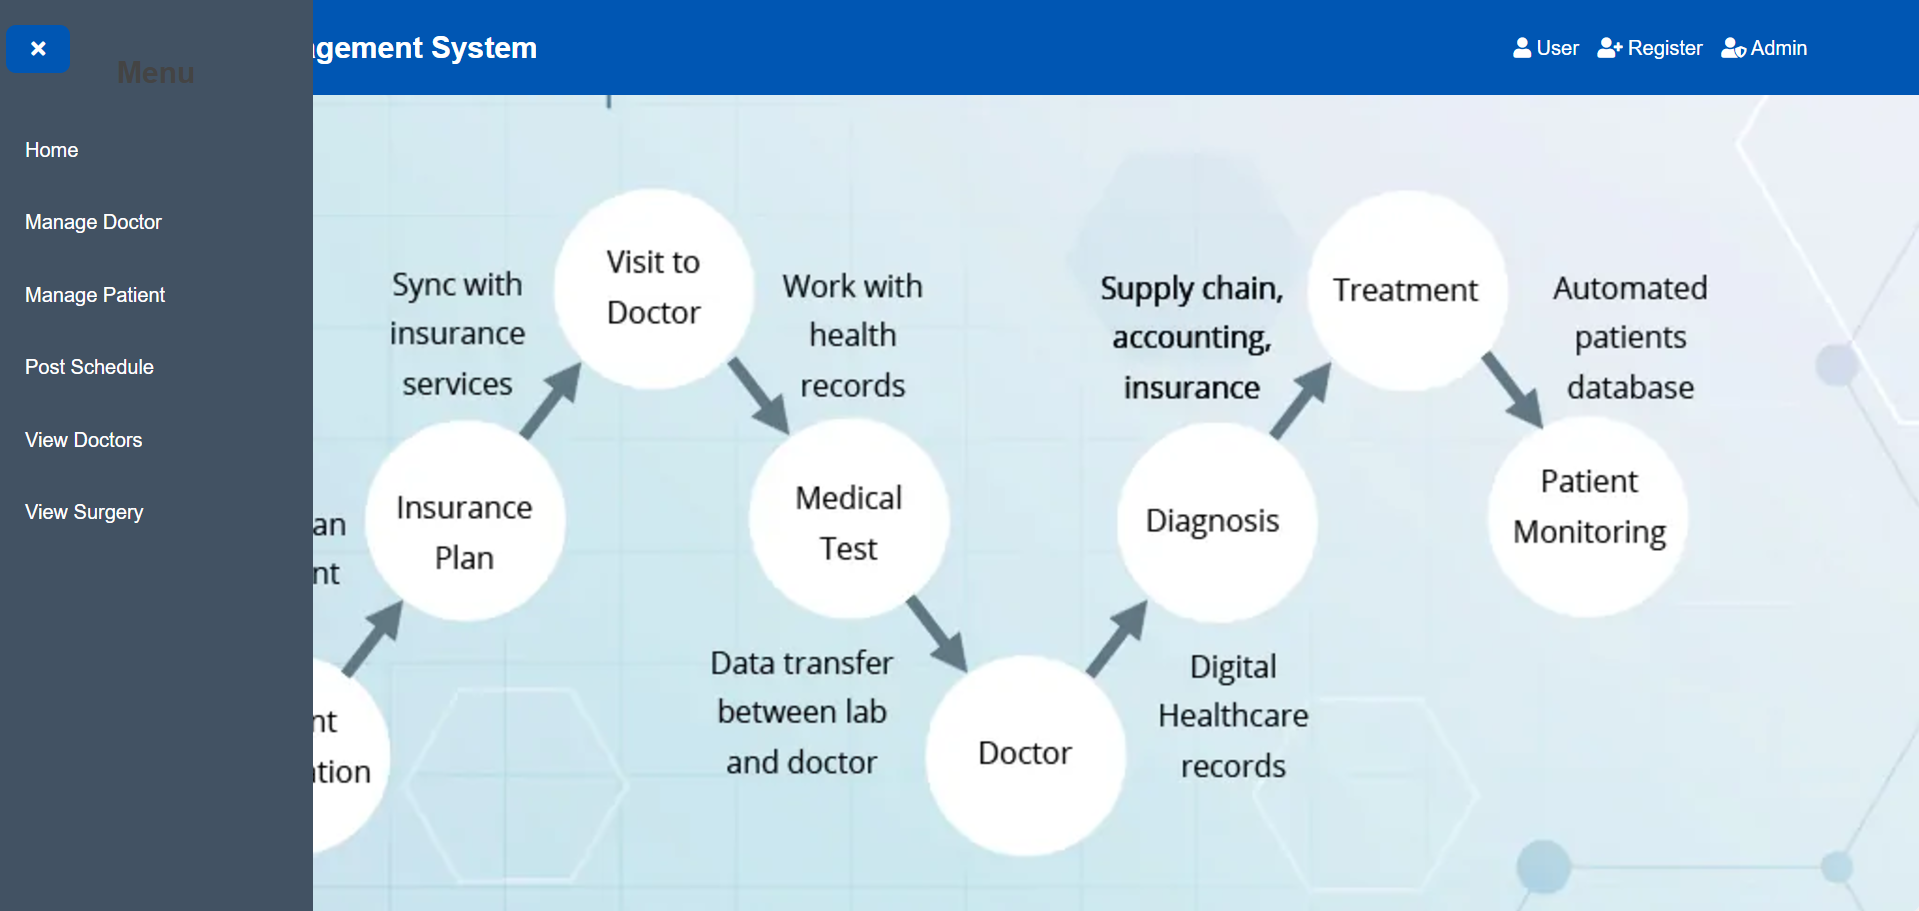 gement System
User
Register
Admin
Menu
Home
Manage Doctor
Manage Patient
Post Schedule
View Doctors
View Surgery
Sync with
insurance
services
Visit to
Doctor
Work with
health
records
Supply chain,
accounting,
insurance
Treatment
Automated
patients
database
an
nt
Insurance
Plan
Medical
Test
Diagnosis
Patient
Monitoring
nt
tion
Data transfer
between lab
and doctor
Doctor
Digital
Healthcare
records